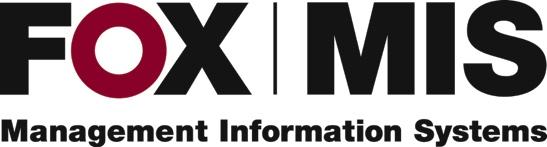 FOX | MIS
Management Information Systems